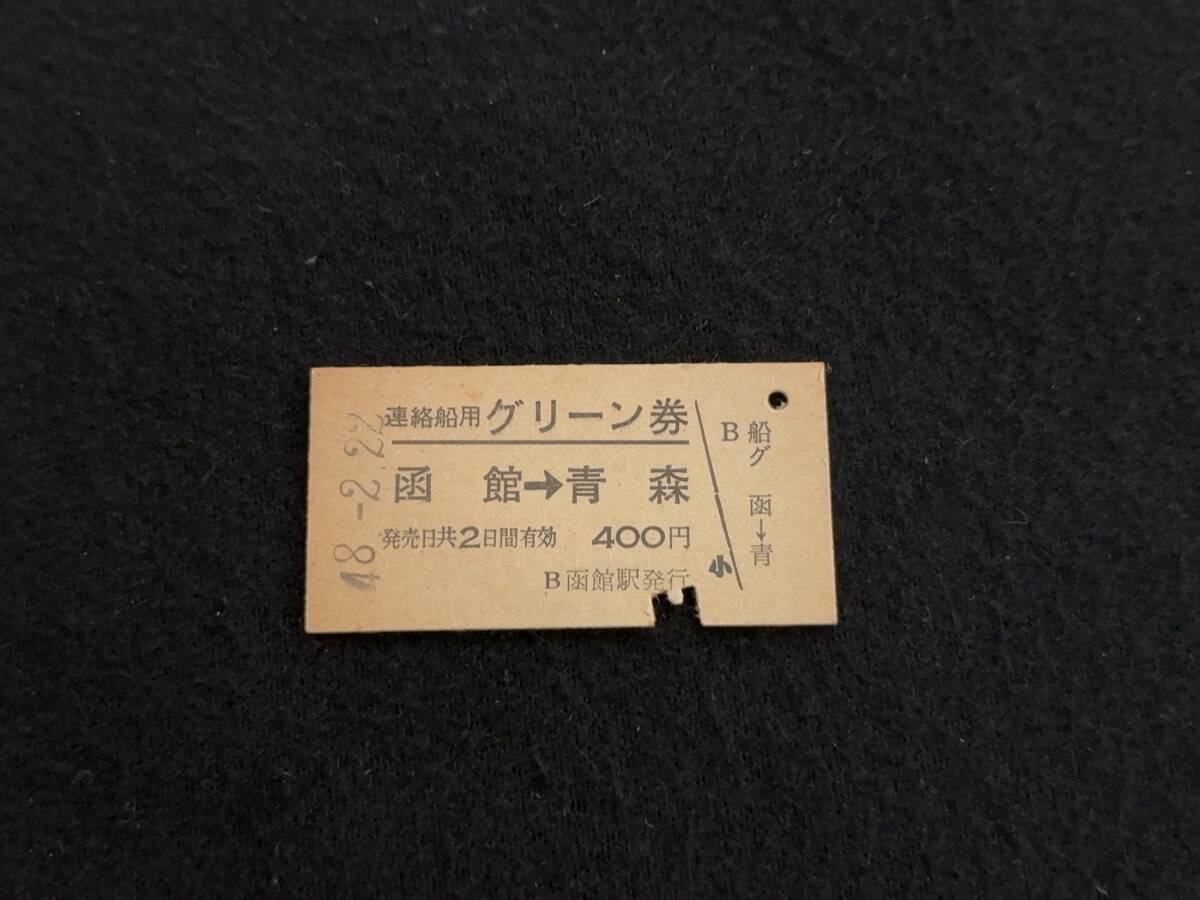 48-2.22
連絡船用グリーン券
函館➔青森
発売日共2日間有効 400円
B函館駅発行
小
B 船グ 函→青